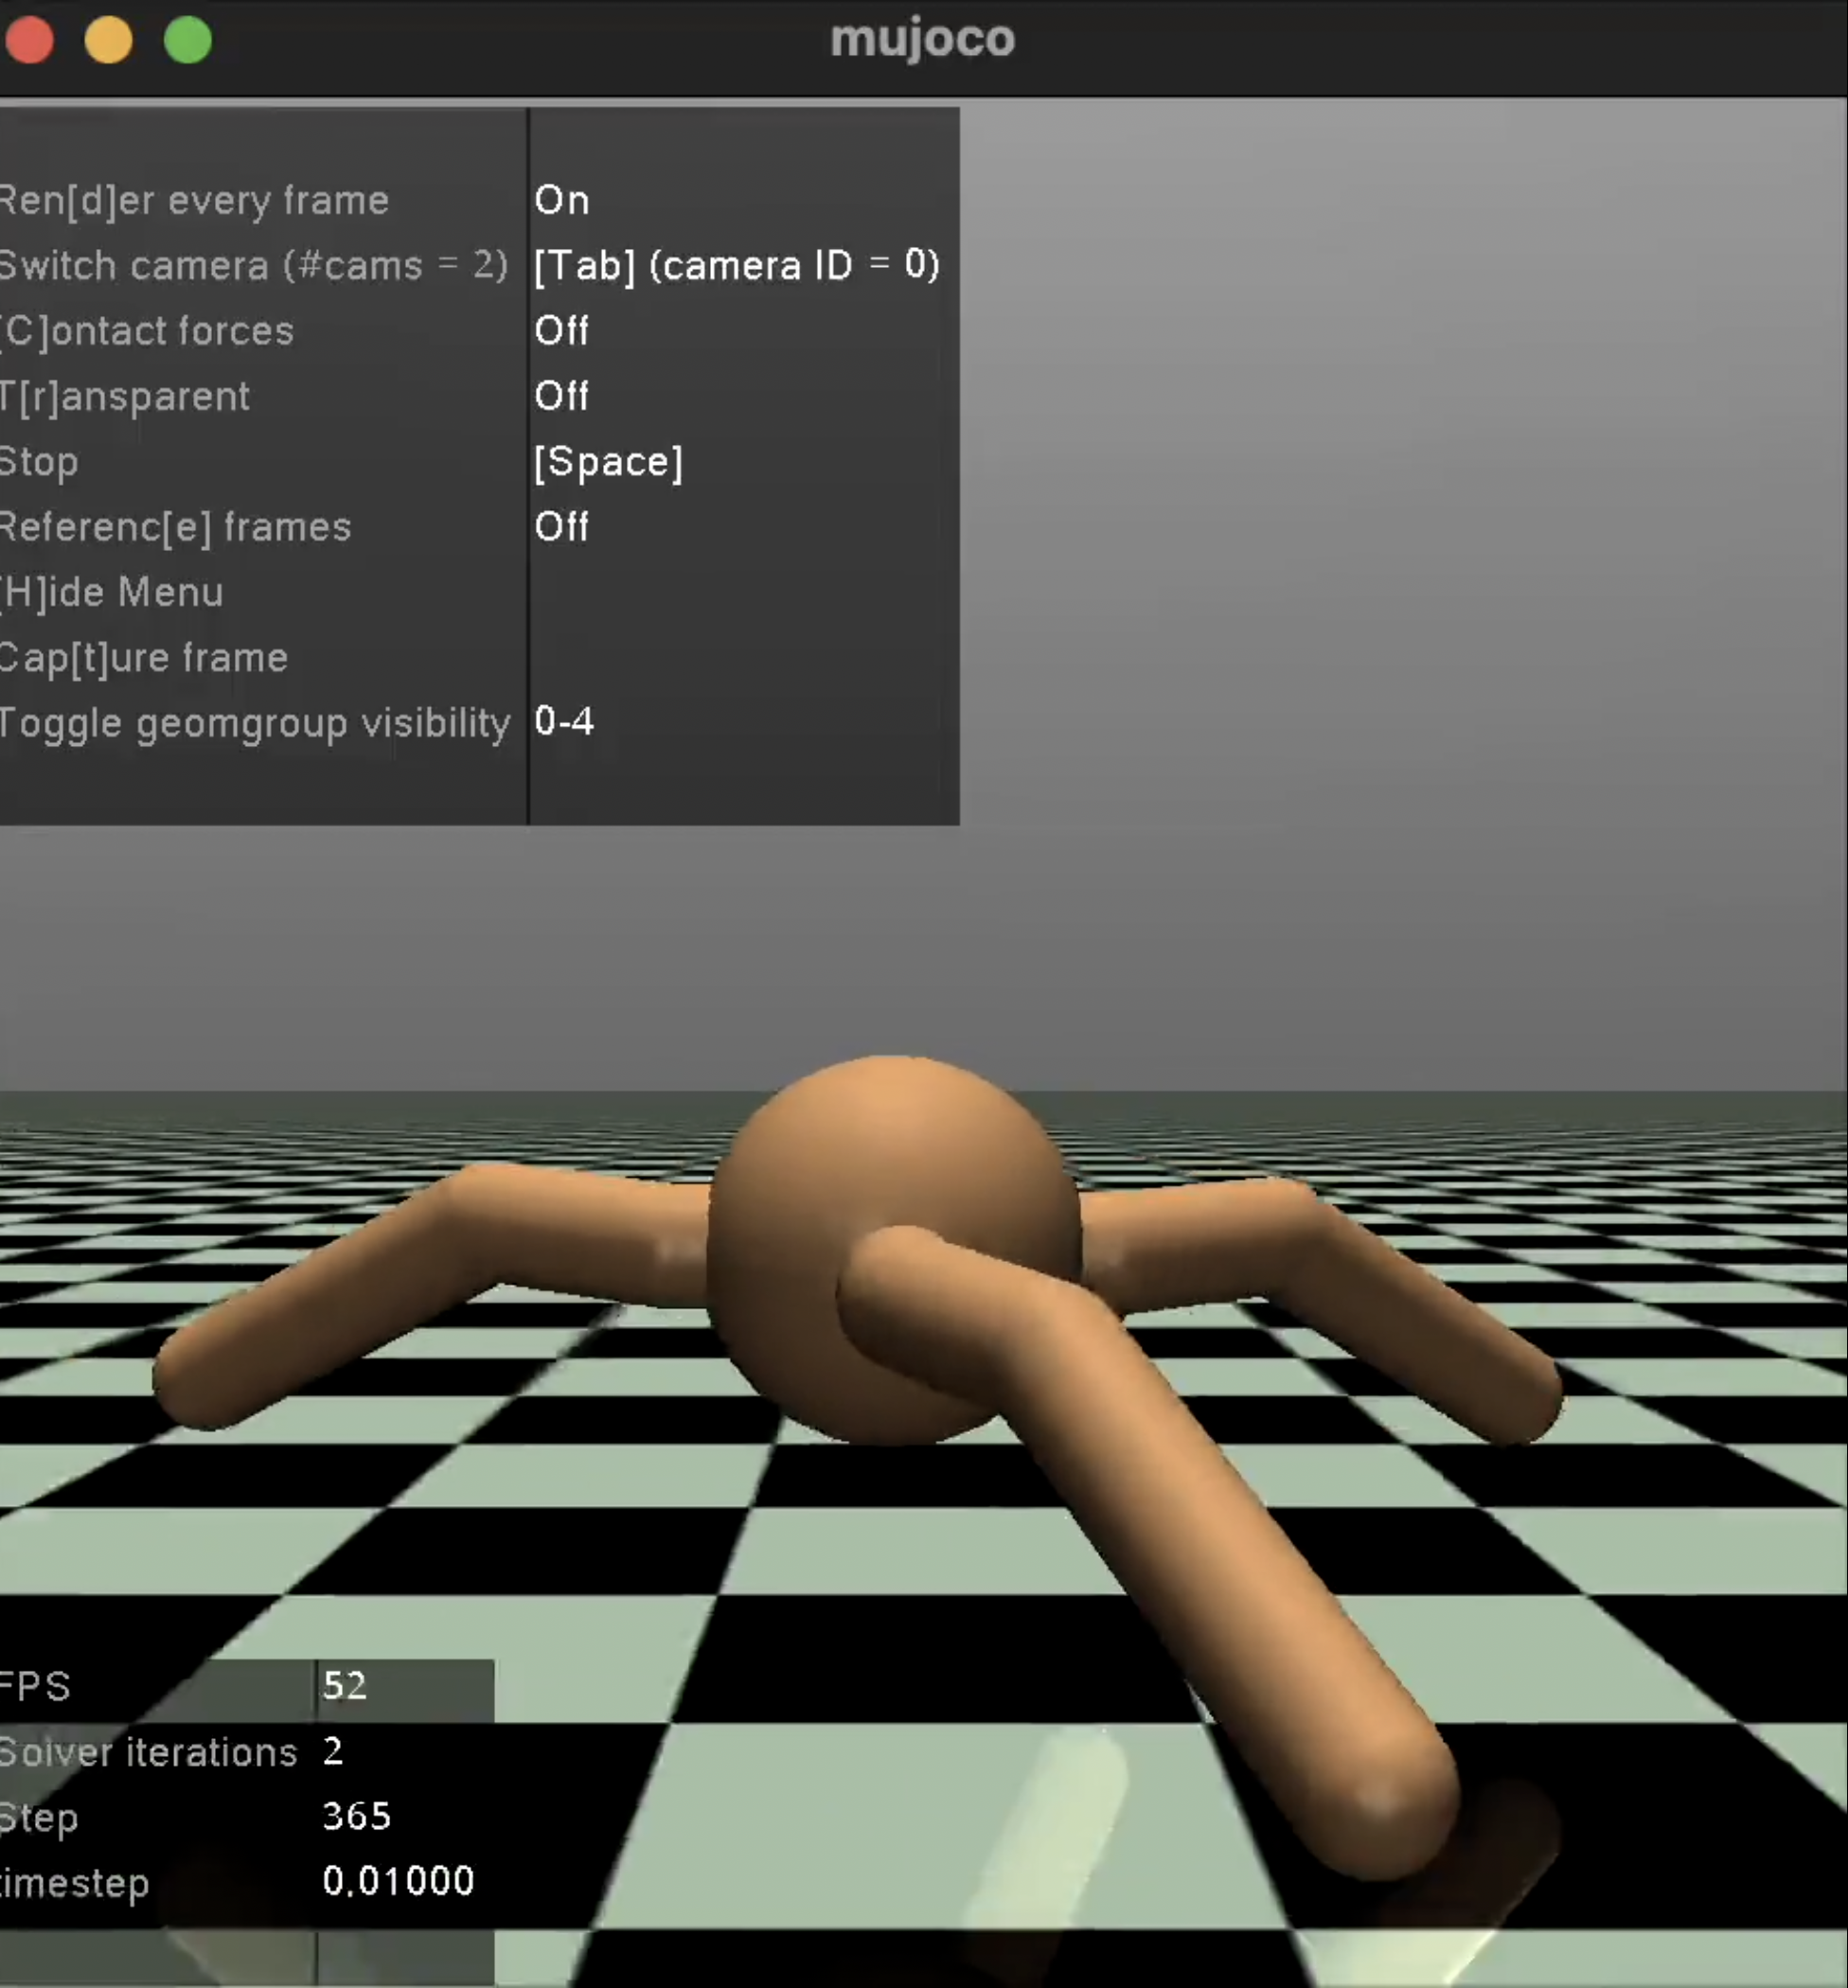 mujoco
Ren[d]er every frame On
Switch camera (#cams = 2) [Tab] (camera ID = 0)
[C]ontact forces Off
T[r]ansparent Off
Stop [Space]
Referenc[e] frames Off
[H]ide Menu
Cap[t]ure frame
Toggle geomgroup visibility 0-4
FPS 52
Solver iterations 2
Step 365
timestep 0.01000